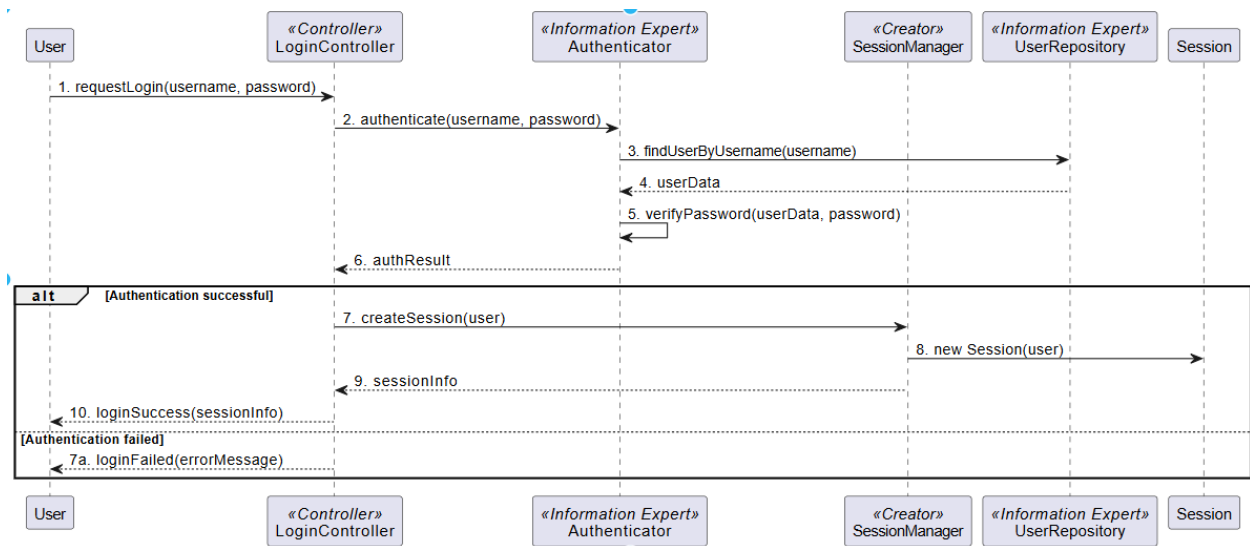 User
«Controller»
LoginController
«Information Expert»
Authenticator
«Creator»
SessionManager
«Information Expert»
UserRepository
Session
1. requestLogin(username, password)
2. authenticate(username, password)
3. findUserByUsername(username)
4. userData
5. verifyPassword(userData, password)
6. authResult
alt
[Authentication successful]
7. createSession(user)
8. new Session(user)
9. sessionInfo
10. loginSuccess(sessionInfo)
[Authentication failed]
7a. loginFailed(errorMessage)
User
«Controller»
LoginController
«Information Expert»
Authenticator
«Creator»
SessionManager
«Information Expert»
UserRepository
Session